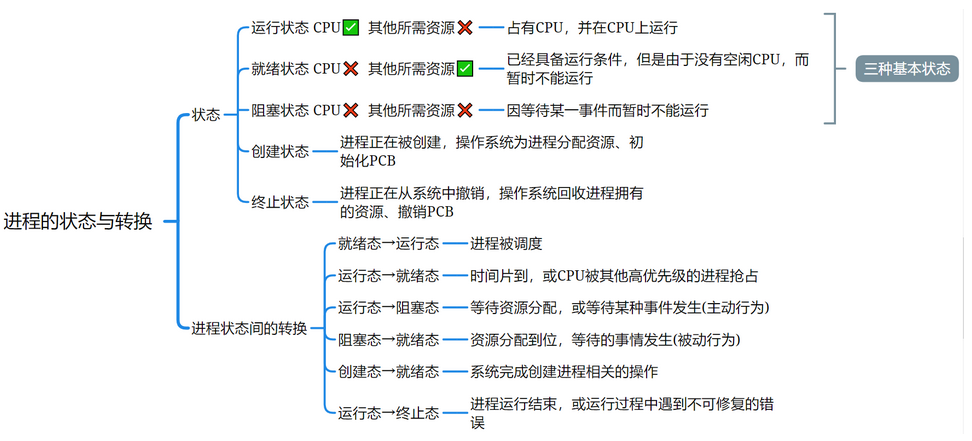 进程的状态与转换
状态
运行状态 CPU✅ 其他所需资源❌
占有CPU，并在CPU上运行
就绪状态 CPU❌ 其他所需资源✅
已经具备运行条件，但是由于没有空闲CPU，而
暂时不能运行
阻塞状态 CPU❌ 其他所需资源❌
因等待某一事件而暂时不能运行
三种基本状态
创建状态
进程正在被创建，操作系统为进程分配资源、初
始化PCB
终止状态
进程正在从系统中撤销，操作系统回收进程拥有
的资源、撤销PCB
进程状态间的转换
就绪态→运行态
进程被调度
运行态→就绪态
时间片到，或CPU被其他高优先级的进程抢占
运行态→阻塞态
等待资源分配，或等待某种事件发生(主动行为)
阻塞态→就绪态
资源分配到位，等待的事情发生(被动行为)
创建态→就绪态
系统完成创建进程相关的操作
运行态→终止态
进程运行结束，或运行过程中遇到不可修复的错
误